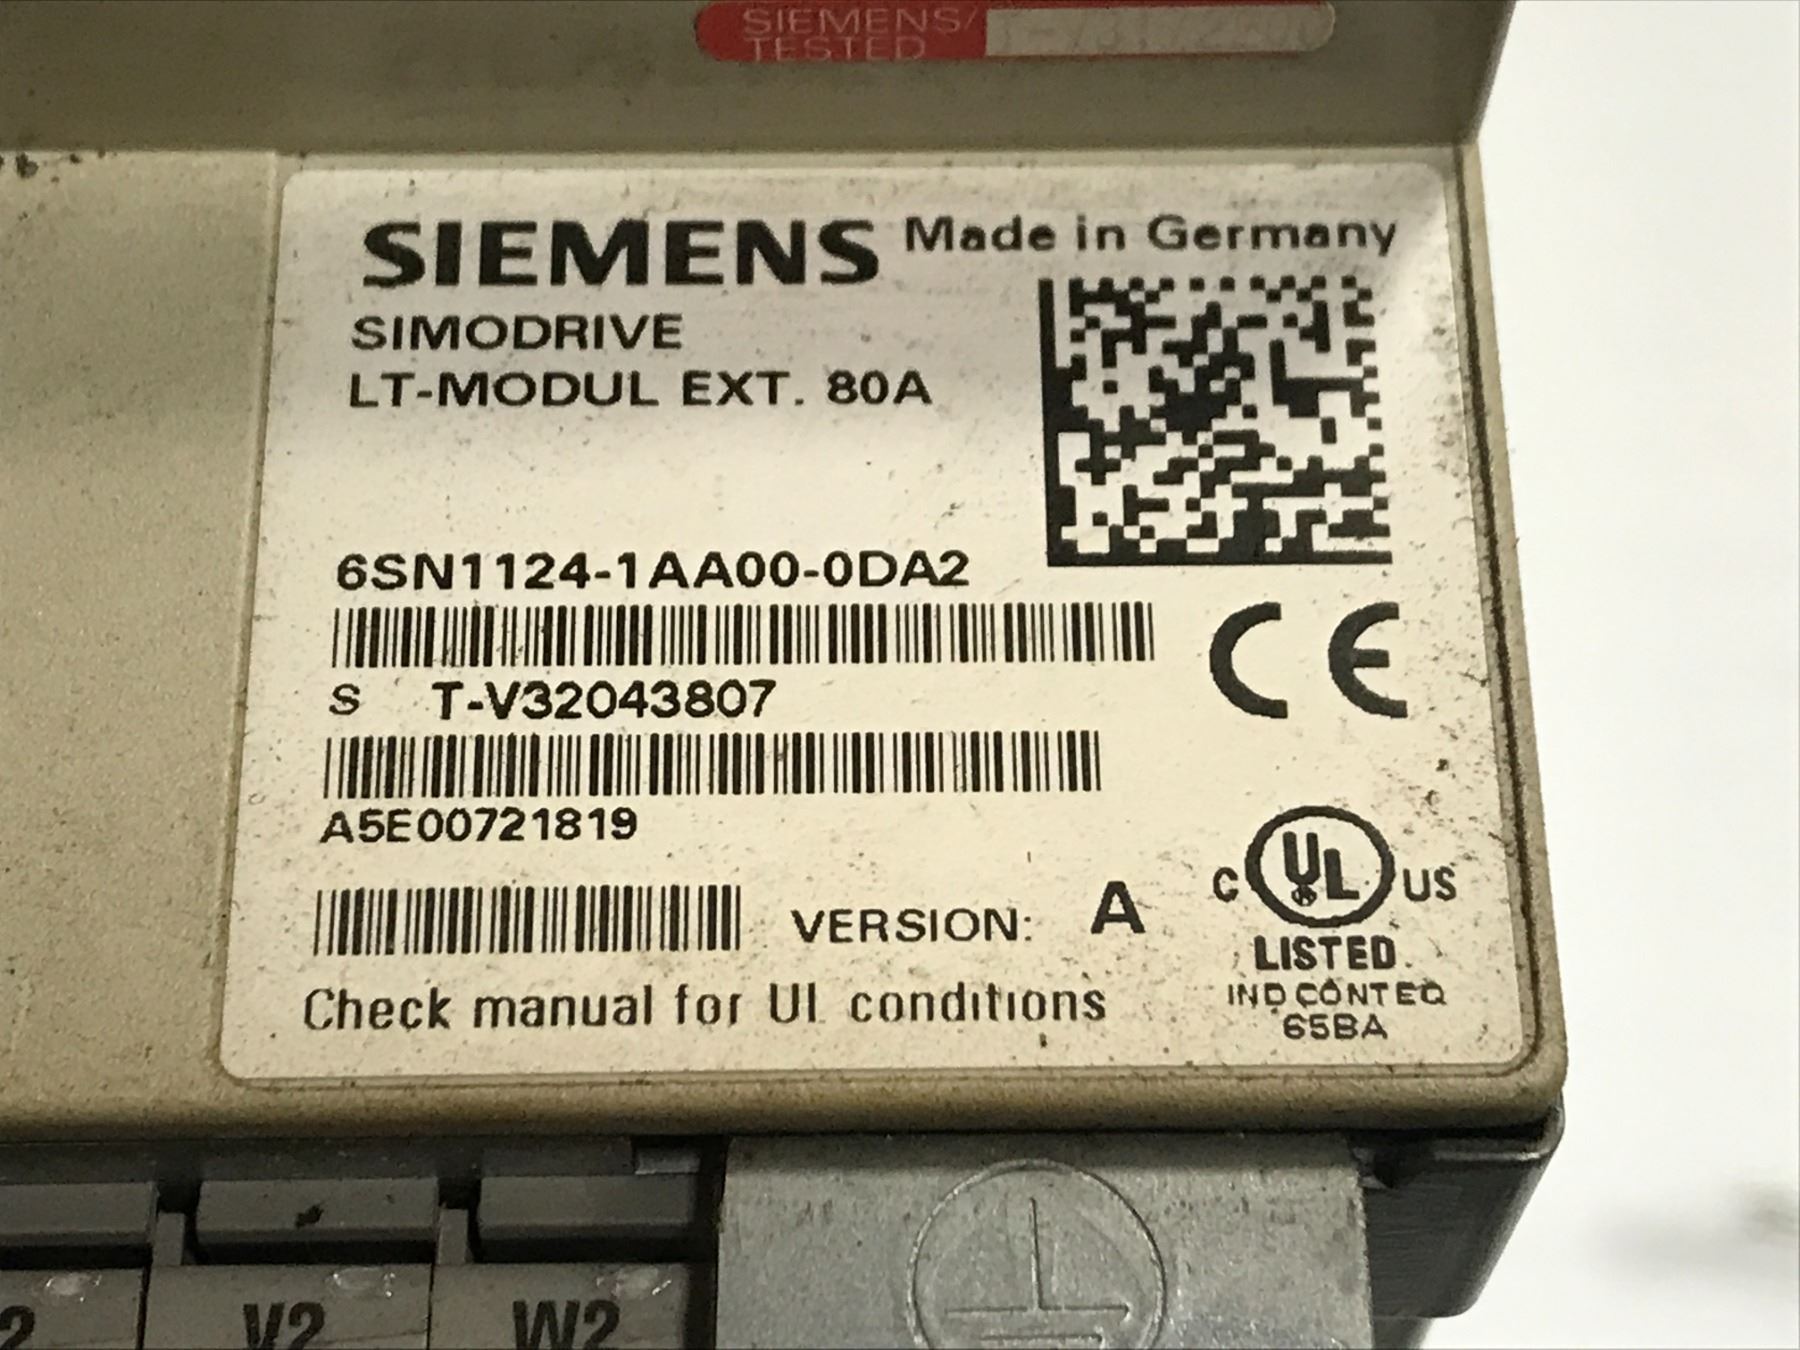 SIEMENS/
TESTED
SIEMENS Made in Germany
SIMODRIVE
LT-MODUL EXT. 80A
6SN1124-1AA00-0DA2
S T-V32043807
A5E00721819
VERSION: A
Check manual for UL conditions
CE
C UL US
LISTED
IND CONT EQ
65BA
V2 W2